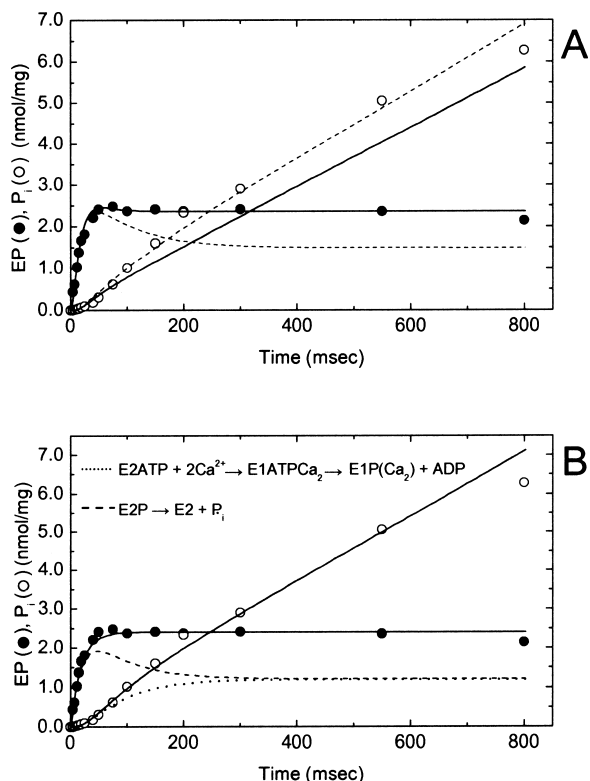 A
7.0
6.0
5.0
4.0
3.0
2.0
1.0
0.0
EP (●), Pi (○) (nmol/mg)
0 200 400 600 800
Time (msec)
B
7.0
6.0
5.0
4.0
3.0
2.0
1.0
0.0
EP (●), Pi (○) (nmol/mg)
E2ATP + 2Ca²⁺ → E1ATPCa₂ → E1P(Ca₂) + ADP
E2P → E2 + Pi
0 200 400 600 800
Time (msec)